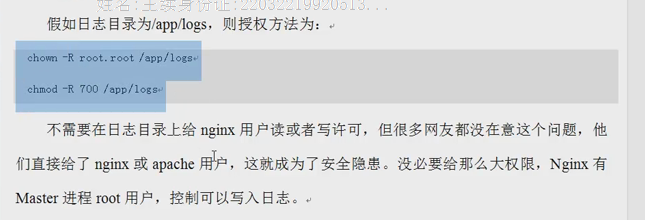 姓名:王续身份证:22032219920813...
假如日志目录为/app/logs，则授权方法为：
chown -R root.root /app/logs
chmod -R 700 /app/logs
不需要在日志目录上给 nginx 用户读或者写许可，但很多网友都没在意这个问题，他
们直接给了 nginx 或 apache 用户，这就成为了安全隐患。没必要给那么大权限，Nginx 有
Master 进程 root 用户，控制可以写入日志。